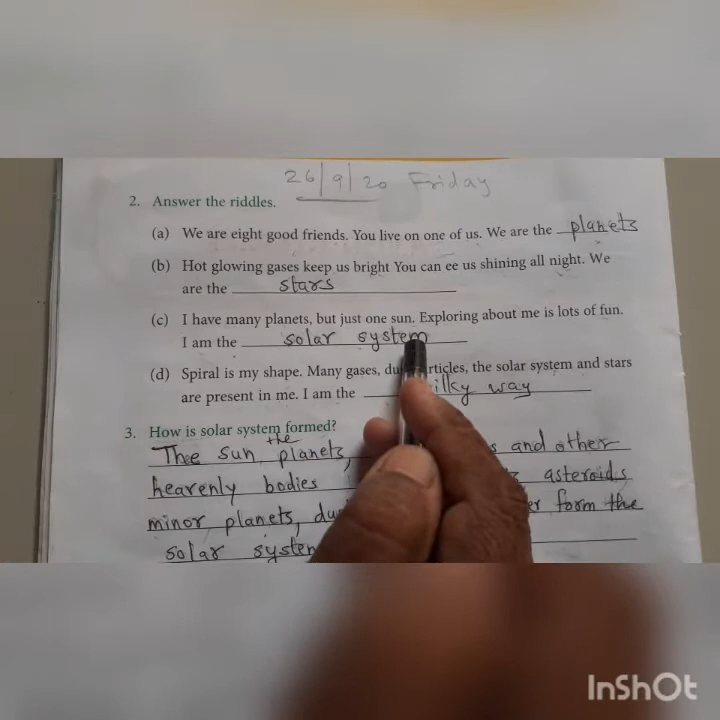 26/9/20 Friday
2. Answer the riddles.
(a) We are eight good friends. You live on one of us. We are the planets
(b) Hot glowing gases keep us bright You can ee us shining all night. We
are the stars
(c) I have many planets, but just one sun. Exploring about me is lots of fun.
I am the solar system
(d) Spiral is my shape. Many gases, the solar system and stars
are present in me. I am the way
3. How is solar system formed?
the
The sun planets, and other
heavenly bodies asteroids
minor planets, form the
solar system
InShOt